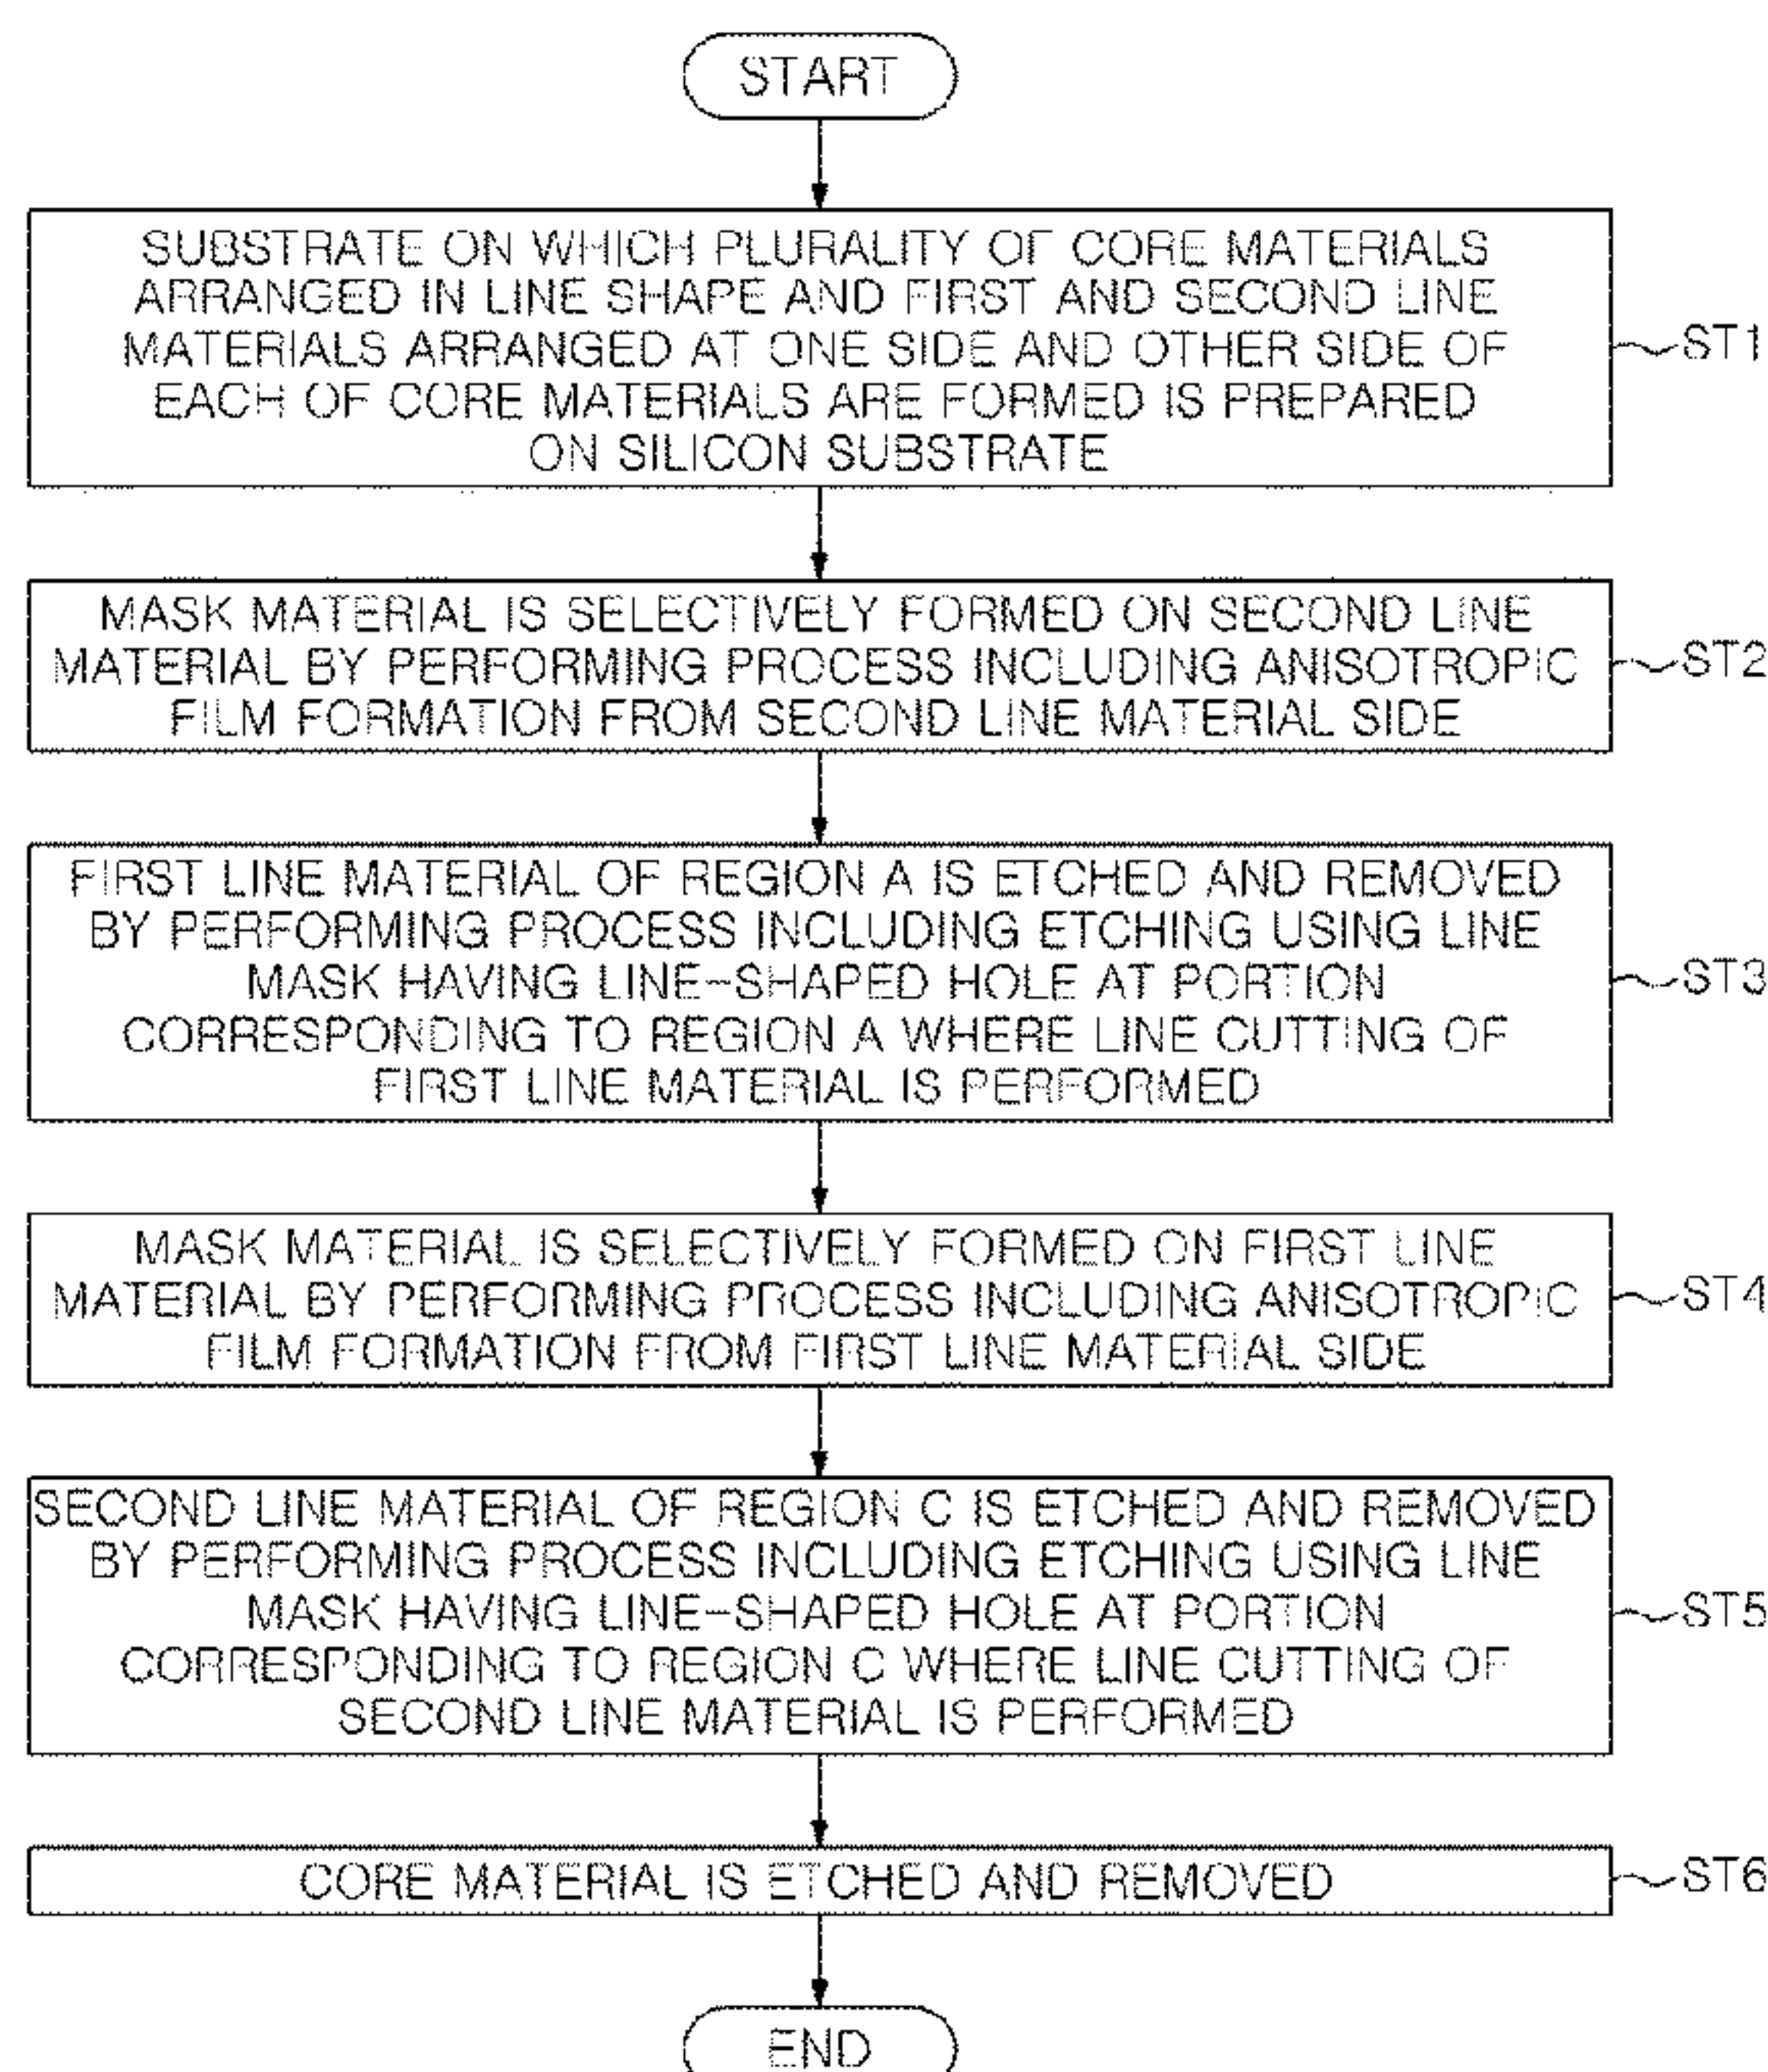 START
SUBSTRATE ON WHICH PLURALITY OF CORE MATERIALS
ARRANGED IN LINE SHAPE AND FIRST AND SECOND LINE
MATERIALS ARRANGED AT ONE SIDE AND OTHER SIDE OF
EACH OF CORE MATERIALS ARE FORMED IS PREPARED
ON SILICON SUBSTRATE
ST1
MASK MATERIAL IS SELECTIVELY FORMED ON SECOND LINE
MATERIAL BY PERFORMING PROCESS INCLUDING ANISOTROPIC
FILM FORMATION FROM SECOND LINE MATERIAL SIDE
ST2
FIRST LINE MATERIAL OF REGION A IS ETCHED AND REMOVED
BY PERFORMING PROCESS INCLUDING ETCHING USING LINE
MASK HAVING LINE-SHAPED HOLE AT PORTION
CORRESPONDING TO REGION A WHERE LINE CUTTING OF
FIRST LINE MATERIAL IS PERFORMED
ST3
MASK MATERIAL IS SELECTIVELY FORMED ON FIRST LINE
MATERIAL BY PERFORMING PROCESS INCLUDING ANISOTROPIC
FILM FORMATION FROM FIRST LINE MATERIAL SIDE
ST4
SECOND LINE MATERIAL OF REGION C IS ETCHED AND REMOVED
BY PERFORMING PROCESS INCLUDING ETCHING USING LINE
MASK HAVING LINE-SHAPED HOLE AT PORTION
CORRESPONDING TO REGION C WHERE LINE CUTTING OF
SECOND LINE MATERIAL IS PERFORMED
ST5
CORE MATERIAL IS ETCHED AND REMOVED
ST6
END